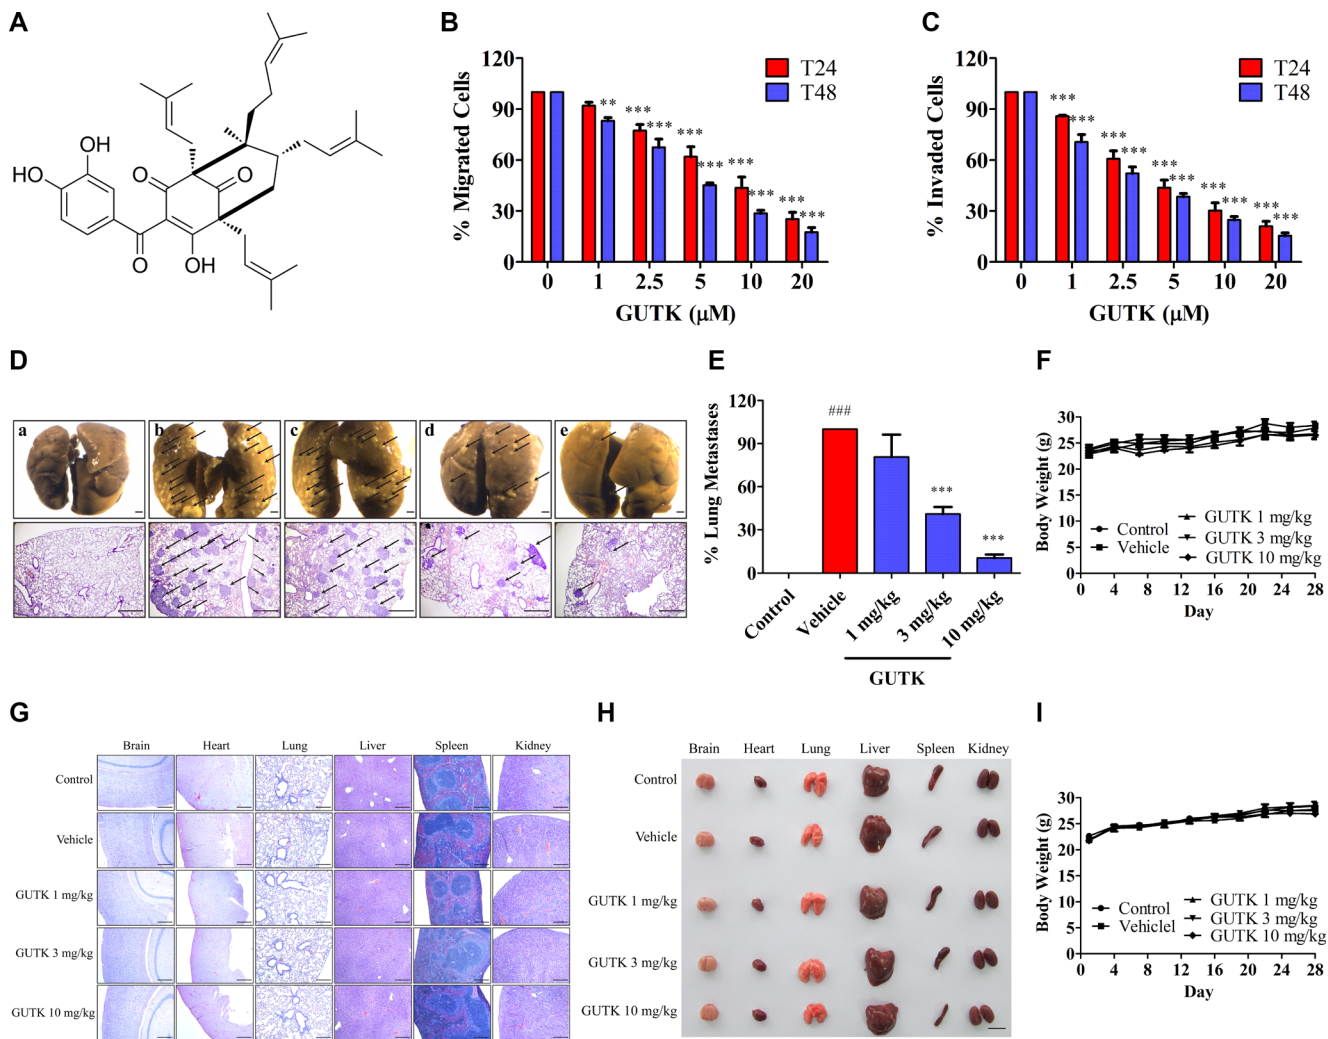 A
HO
OH
O
O
O
OH
B
% Migrated Cells
120
90
60
30
0
T24
T48
** *** *** *** *** *** *** *** ***
0 1 2.5 5 10 20
GUTK (μM)
C
% Invaded Cells
120
90
60
30
0
T24
T48
*** *** *** *** *** *** *** *** *** ***
0 1 2.5 5 10 20
GUTK (μM)
D
a b c d e
E
% Lung Metastases
120
90
60
30
0
###
***
***
Control Vehicle 1 mg/kg 3 mg/kg 10 mg/kg
GUTK
F
Body Weight (g)
30
25
20
15
10
5
0
Control
Vehicle
GUTK 1 mg/kg
GUTK 3 mg/kg
GUTK 10 mg/kg
0 4 8 12 16 20 24 28
Day
G
Brain Heart Lung Liver Spleen Kidney
Control
Vehicle
GUTK 1 mg/kg
GUTK 3 mg/kg
GUTK 10 mg/kg
H
Brain Heart Lung Liver Spleen Kidney
Control
Vehicle
GUTK 1 mg/kg
GUTK 3 mg/kg
GUTK 10 mg/kg
I
Body Weight (g)
30
25
20
15
10
5
0
Control
Vehiclel
GUTK 1 mg/kg
GUTK 3 mg/kg
GUTK 10 mg/kg
0 4 8 12 16 20 24 28
Day